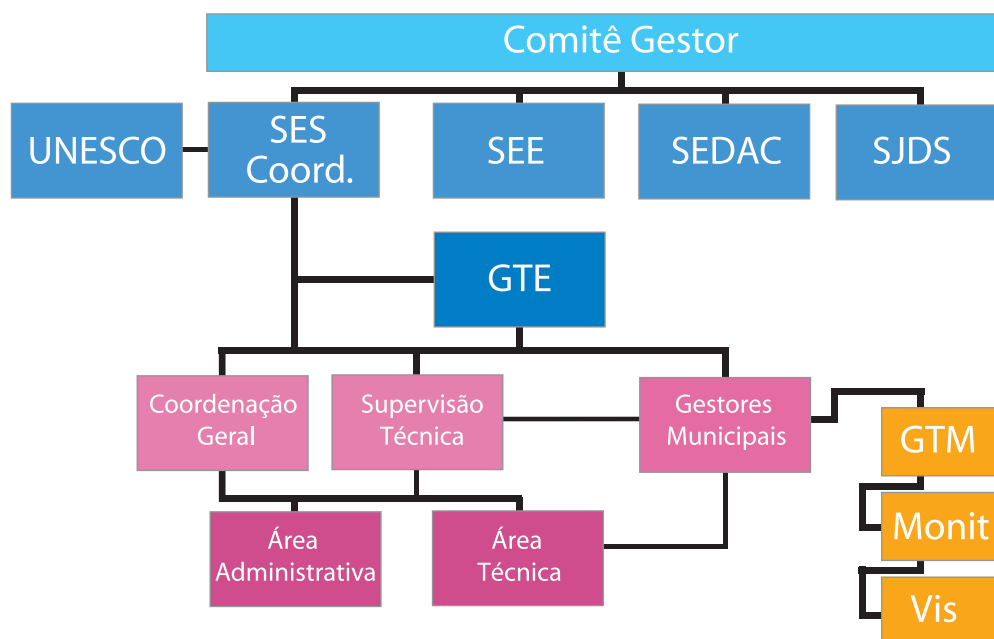 Comitê Gestor
UNESCO
SES
Coord.
SEE
SEDAC
SJDS
GTE
Coordenação
Geral
Supervisão
Técnica
Gestores
Municipais
GTM
Monit
Vis
Área
Administrativa
Área
Técnica